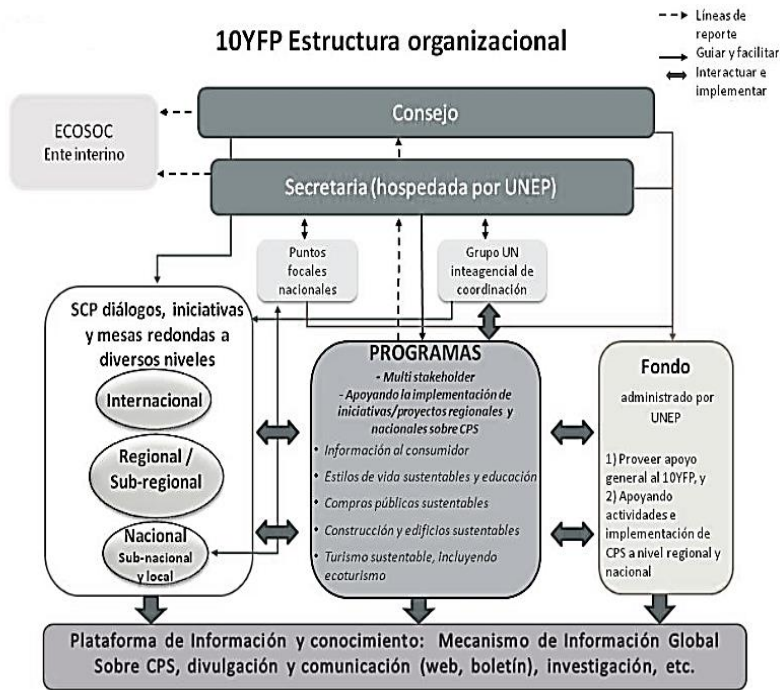 10YFP Estructura organizacional
Líneas de
reporte
Guiar y facilitar
Interactuar e
implementar
ECOSOC
Ente interino
Consejo
Secretaria (hospedada por UNEP)
Puntos
focales
nacionales
Grupo UN
inteagencial de
coordinación
SCP diálogos, iniciativas
y mesas redondas a
diversos niveles
Internacional
Regional /
Sub-regional
Nacional
Sub-nacional
y local
PROGRAMAS
- Multi stakeholder
- Apoyando la implementación de
iniciativas/proyectos regionales y
nacionales sobre CPS
• Información al consumidor
• Estilos de vida sustentables y educación
• Compras públicas sustentables
• Construcción y edificios sustentables
• Turismo sustentable, incluyendo
ecoturismo
Fondo
administrado por
UNEP
1) Proveer apoyo
general al 10YFP, y
2) Apoyando
actividades e
implementación de
CPS a nivel regional y
nacional
Plataforma de Información y conocimiento: Mecanismo de Información Global
Sobre CPS, divulgación y comunicación (web, boletín), investigación, etc.